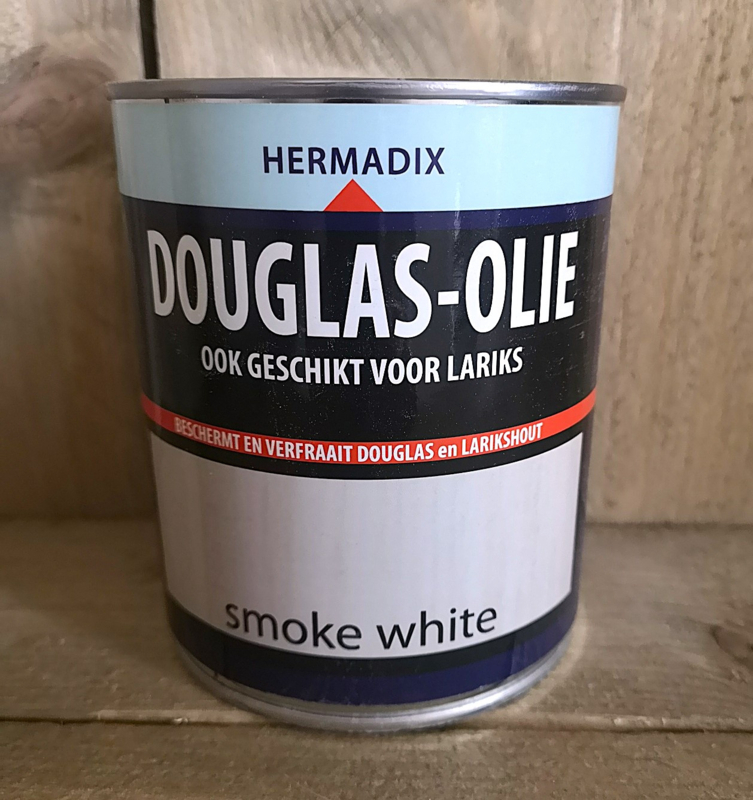 HERMADIX
DOUGLAS-OLIE
OOK GESCHIKT VOOR LARIKS
BESCHERMT EN VERFRAAIT DOUGLAS en LARIKSHOUT
smoke white